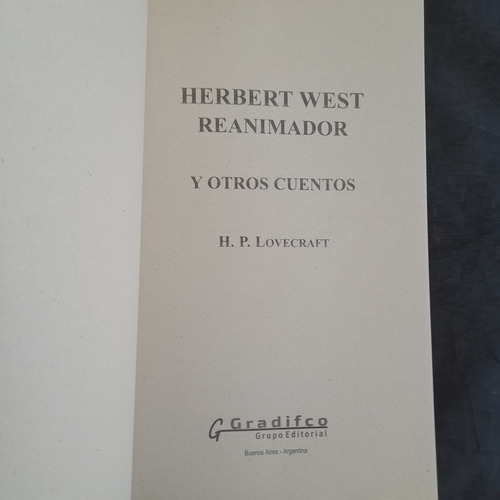 HERBERT WEST
REANIMADOR
Y OTROS CUENTOS
H. P. LOVECRAFT
Gradifco
Grupo Editorial
Buenos Aires - Argentina